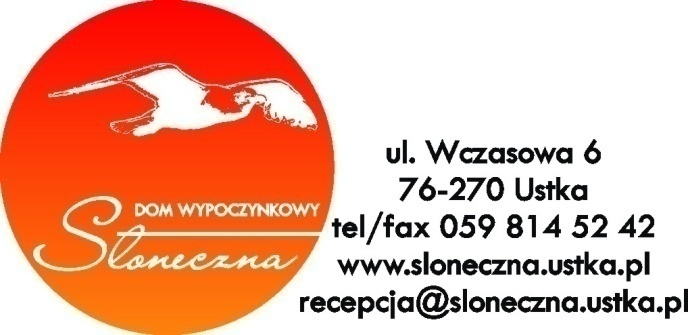 DOM WYPOCZYNKOWY
Słoneczna
ul. Wczasowa 6
76-270 Ustka
tel/fax 059 814 52 42
www.sloneczna.ustka.pl
recepcja@sloneczna.ustka.pl